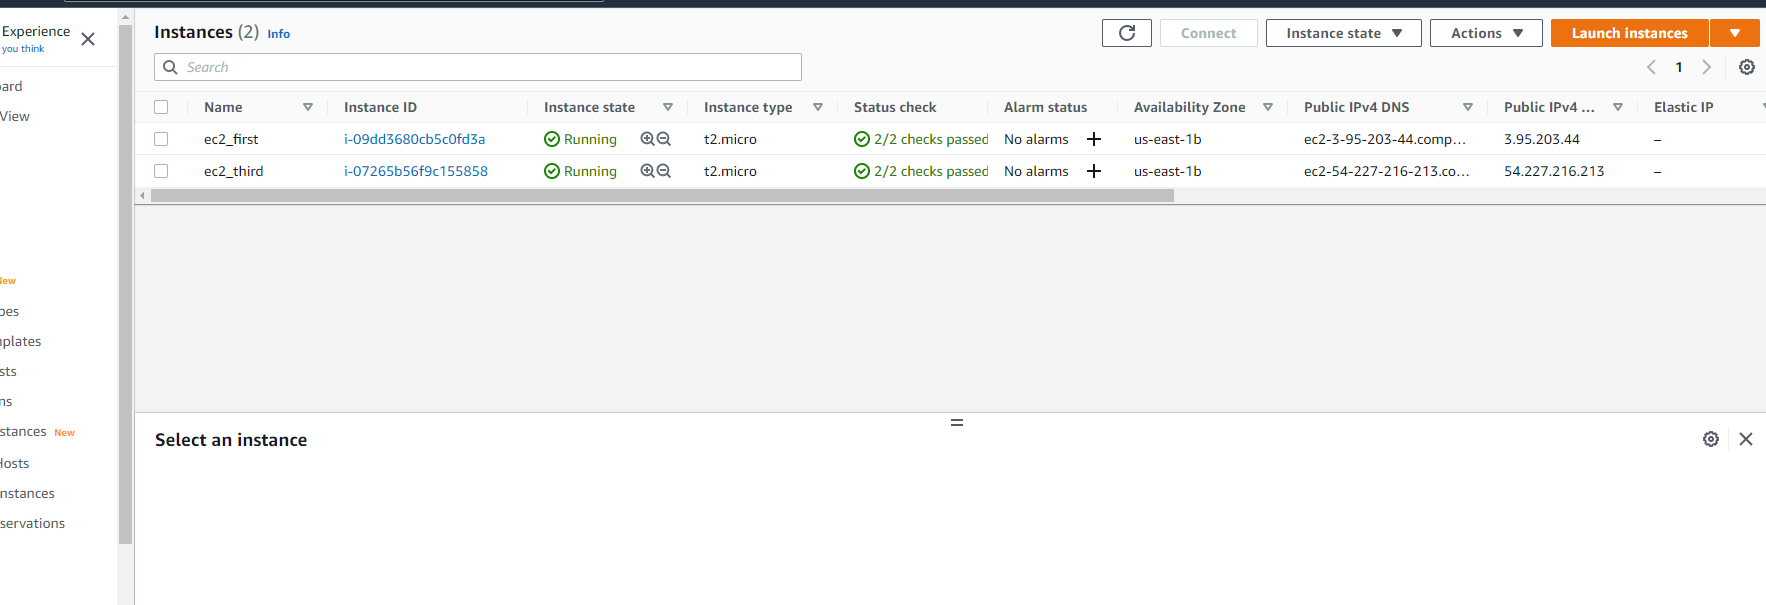 Experience
you think
oard
View
New
pes
nplates
sts
ns
stances New
Hosts
nstances
servations
Instances (2) Info
Connect Instance state Actions Launch instances
Search
1
Name Instance ID Instance state Instance type Status check Alarm status Availability Zone Public IPv4 DNS Public IPv4 ... Elastic IP
ec2_first i-09dd3680cb5c0fd3a Running t2.micro 2/2 checks passed No alarms + us-east-1b ec2-3-95-203-44.comp... 3.95.203.44 –
ec2_third i-07265b56f9c155858 Running t2.micro 2/2 checks passed No alarms + us-east-1b ec2-54-227-216-213.co... 54.227.216.213 –
Select an instance